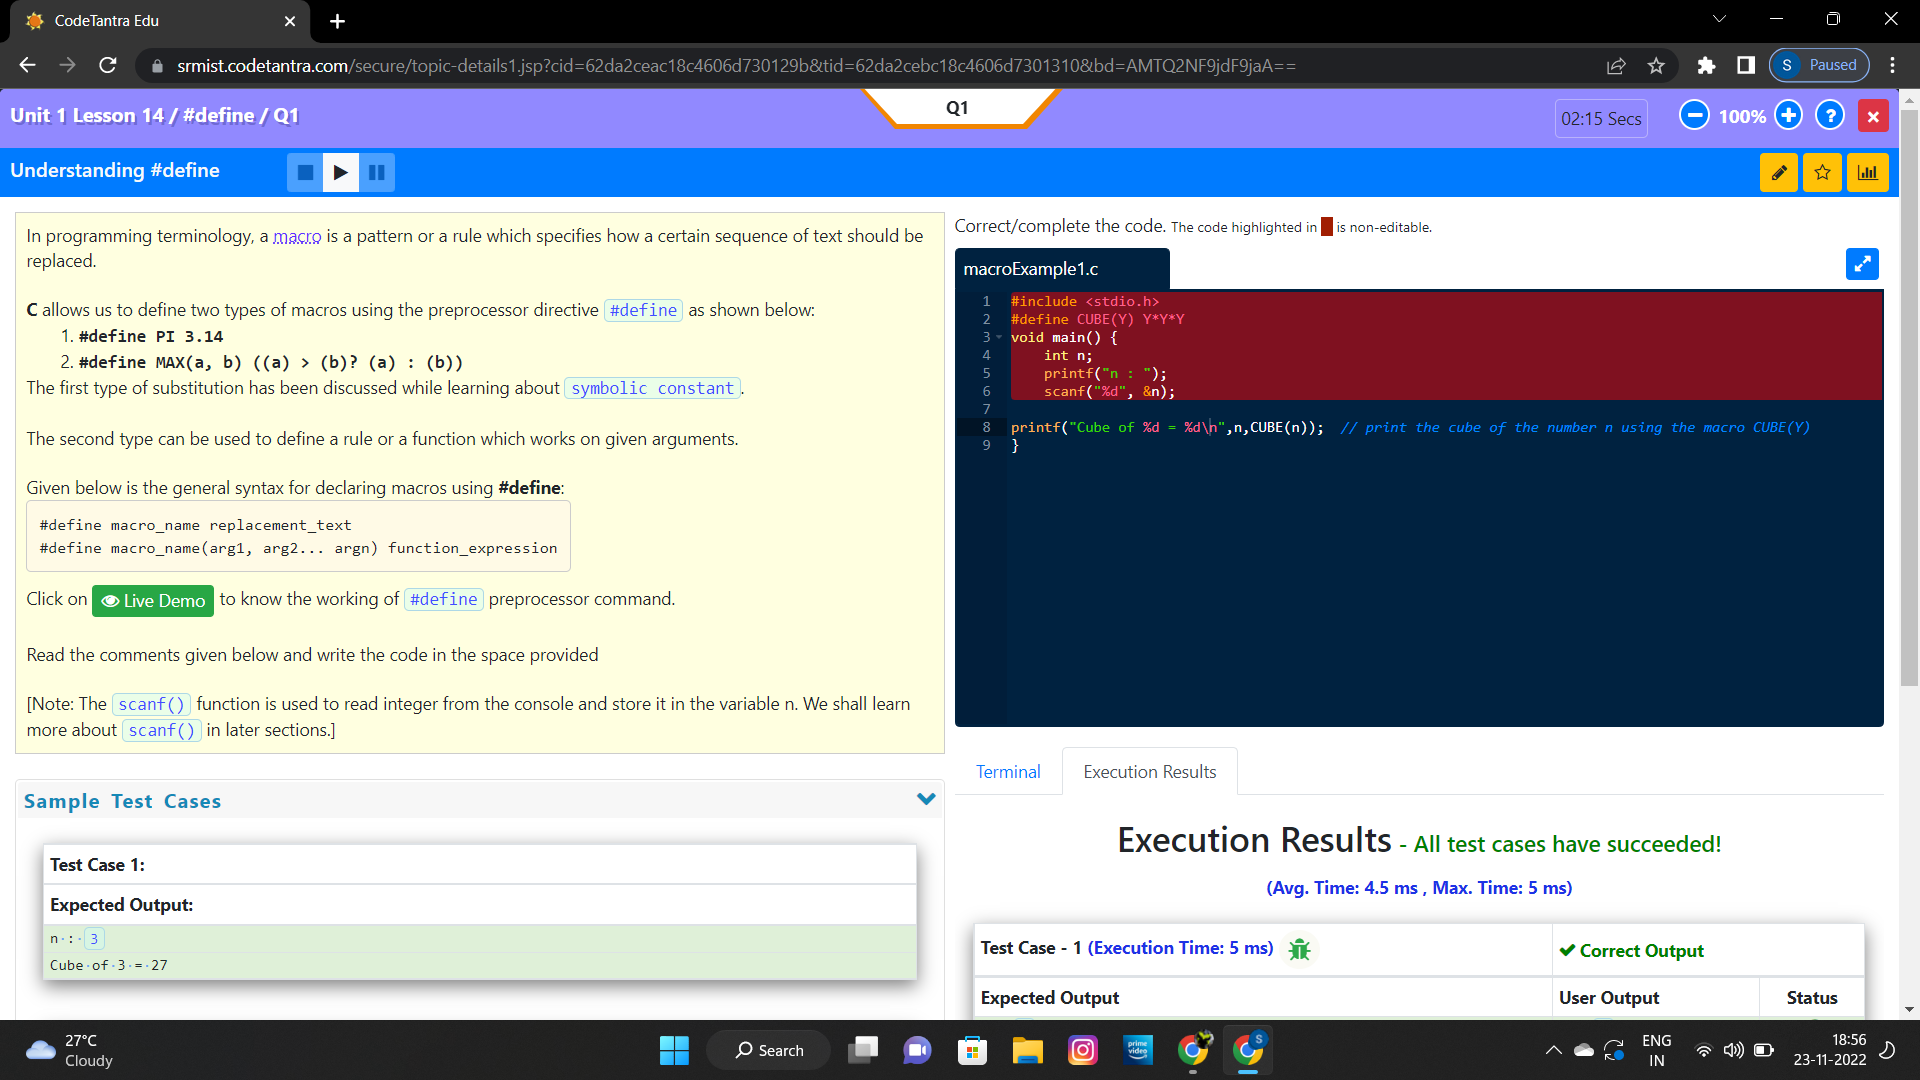 CodeTantra Edu
srmist.codetantra.com/secure/topic-details1.jsp?cid=62da2ceac18c4606d730129b&tid=62da2cebc18c4606d7301310&bd=AMTQ2NF9jdF9jaA==
S Paused
Unit 1 Lesson 14 / #define / Q1
Q1
02:15 Secs
100%
?
Understanding #define
In programming terminology, a macro is a pattern or a rule which specifies how a certain sequence of text should be
replaced.
C allows us to define two types of macros using the preprocessor directive #define as shown below:
1. #define PI 3.14
2. #define MAX(a, b) ((a) > (b)? (a) : (b))
The first type of substitution has been discussed while learning about symbolic constant.
The second type can be used to define a rule or a function which works on given arguments.
Given below is the general syntax for declaring macros using #define:
#define macro_name replacement_text
#define macro_name(arg1, arg2... argn) function_expression
Click on Live Demo to know the working of #define preprocessor command.
Read the comments given below and write the code in the space provided
[Note: The scanf() function is used to read integer from the console and store it in the variable n. We shall learn
more about scanf() in later sections.]
Sample Test Cases
Test Case 1:
Expected Output:
n·:· 3
Cube·of·3·=·27
Correct/complete the code. The code highlighted in is non-editable.
macroExample1.c
1 #include <stdio.h>
2 #define CUBE(Y) Y*Y*Y
3 void main() {
4 int n;
5 printf("n : ");
6 scanf("%d", &n);
7
8 printf("Cube of %d = %d\n",n,CUBE(n)); // print the cube of the number n using the macro CUBE(Y)
9 }
Terminal
Execution Results
Execution Results - All test cases have succeeded!
(Avg. Time: 4.5 ms , Max. Time: 5 ms)
Test Case - 1 (Execution Time: 5 ms)
Correct Output
Expected Output
User Output
Status
27°C
Cloudy
Search
prime video
S
ENG
IN
18:56
23-11-2022